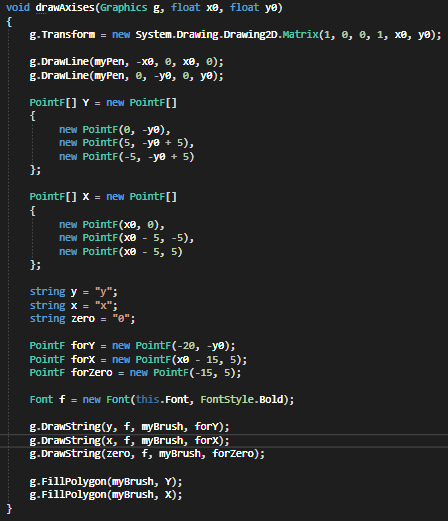 void drawAxises(Graphics g, float x0, float y0)
{
g.Transform = new System.Drawing.Drawing2D.Matrix(1, 0, 0, 1, x0, y0);
g.DrawLine(myPen, -x0, 0, x0, 0);
g.DrawLine(myPen, 0, -y0, 0, y0);
PointF[] Y = new PointF[]
{
new PointF(0, -y0),
new PointF(5, -y0 + 5),
new PointF(-5, -y0 + 5)
};
PointF[] X = new PointF[]
{
new PointF(x0, 0),
new PointF(x0 - 5, -5),
new PointF(x0 - 5, 5)
};
string y = "y";
string x = "x";
string zero = "0";
PointF forY = new PointF(-20, -y0);
PointF forX = new PointF(x0 - 15, 5);
PointF forZero = new PointF(-15, 5);
Font f = new Font(this.Font, FontStyle.Bold);
g.DrawString(y, f, myBrush, forY);
g.DrawString(x, f, myBrush, forX);
g.DrawString(zero, f, myBrush, forZero);
g.FillPolygon(myBrush, Y);
g.FillPolygon(myBrush, X);
}